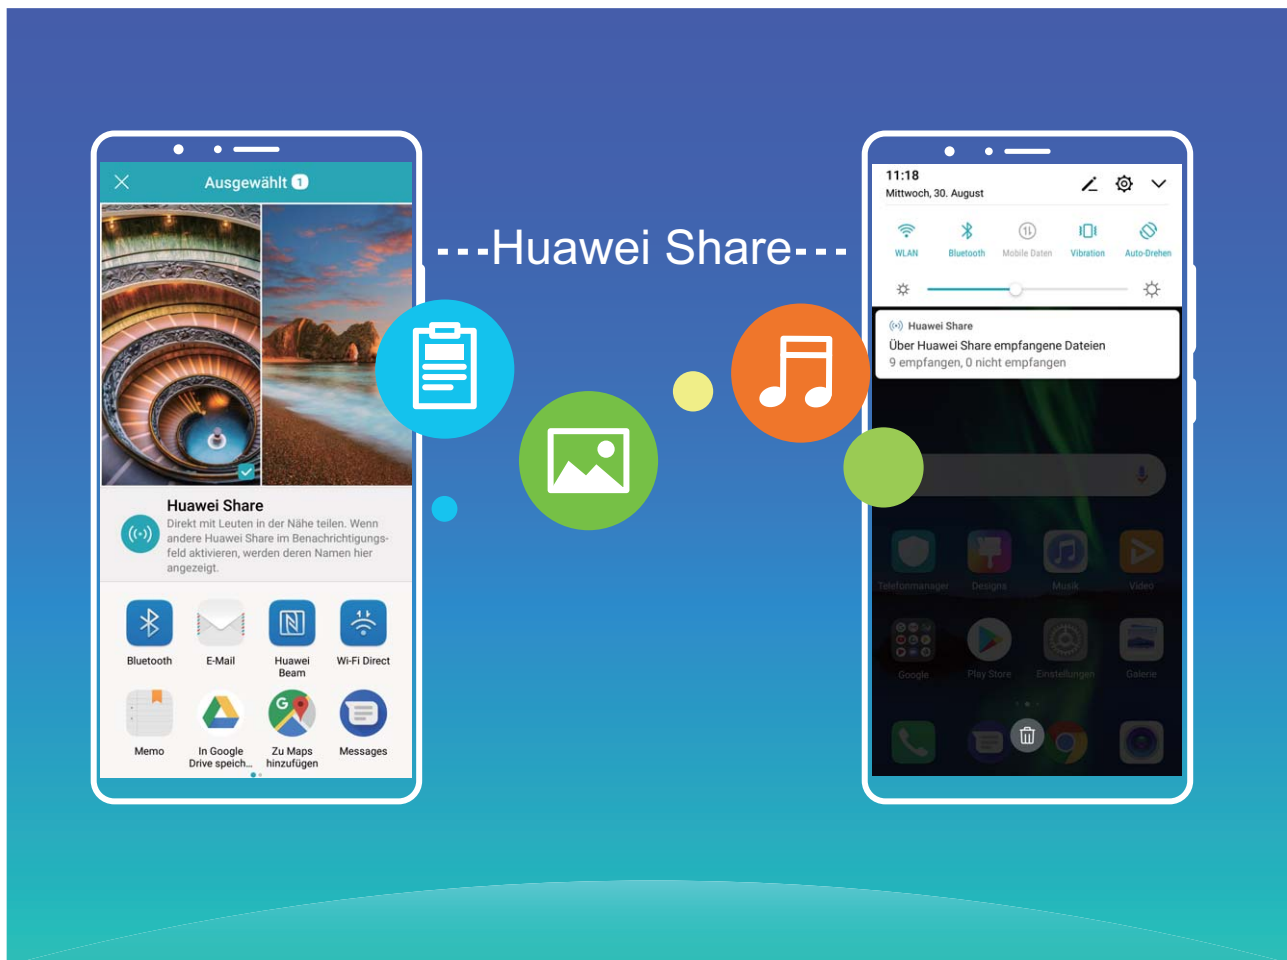 Ausgewählt 1
Huawei Share
Direkt mit Leuten in der Nähe teilen. Wenn
andere Huawei Share im Benachrichtigungs-
feld aktivieren, werden deren Namen hier
angezeigt.
Bluetooth
E-Mail
Huawei
Beam
Wi-Fi Direct
Memo
In Google
Drive speich...
Zu Maps
hinzufügen
Messages
---Huawei Share---
11:18
Mittwoch, 30. August
WLAN
Bluetooth
Mobile Daten
Vibration
Auto-Drehen
Huawei Share
Über Huawei Share empfangene Dateien
9 empfangen, 0 nicht empfangen
Telefonmanager
Designs
Musik
Video
Google
Play Store
Einstellungen
Galerie